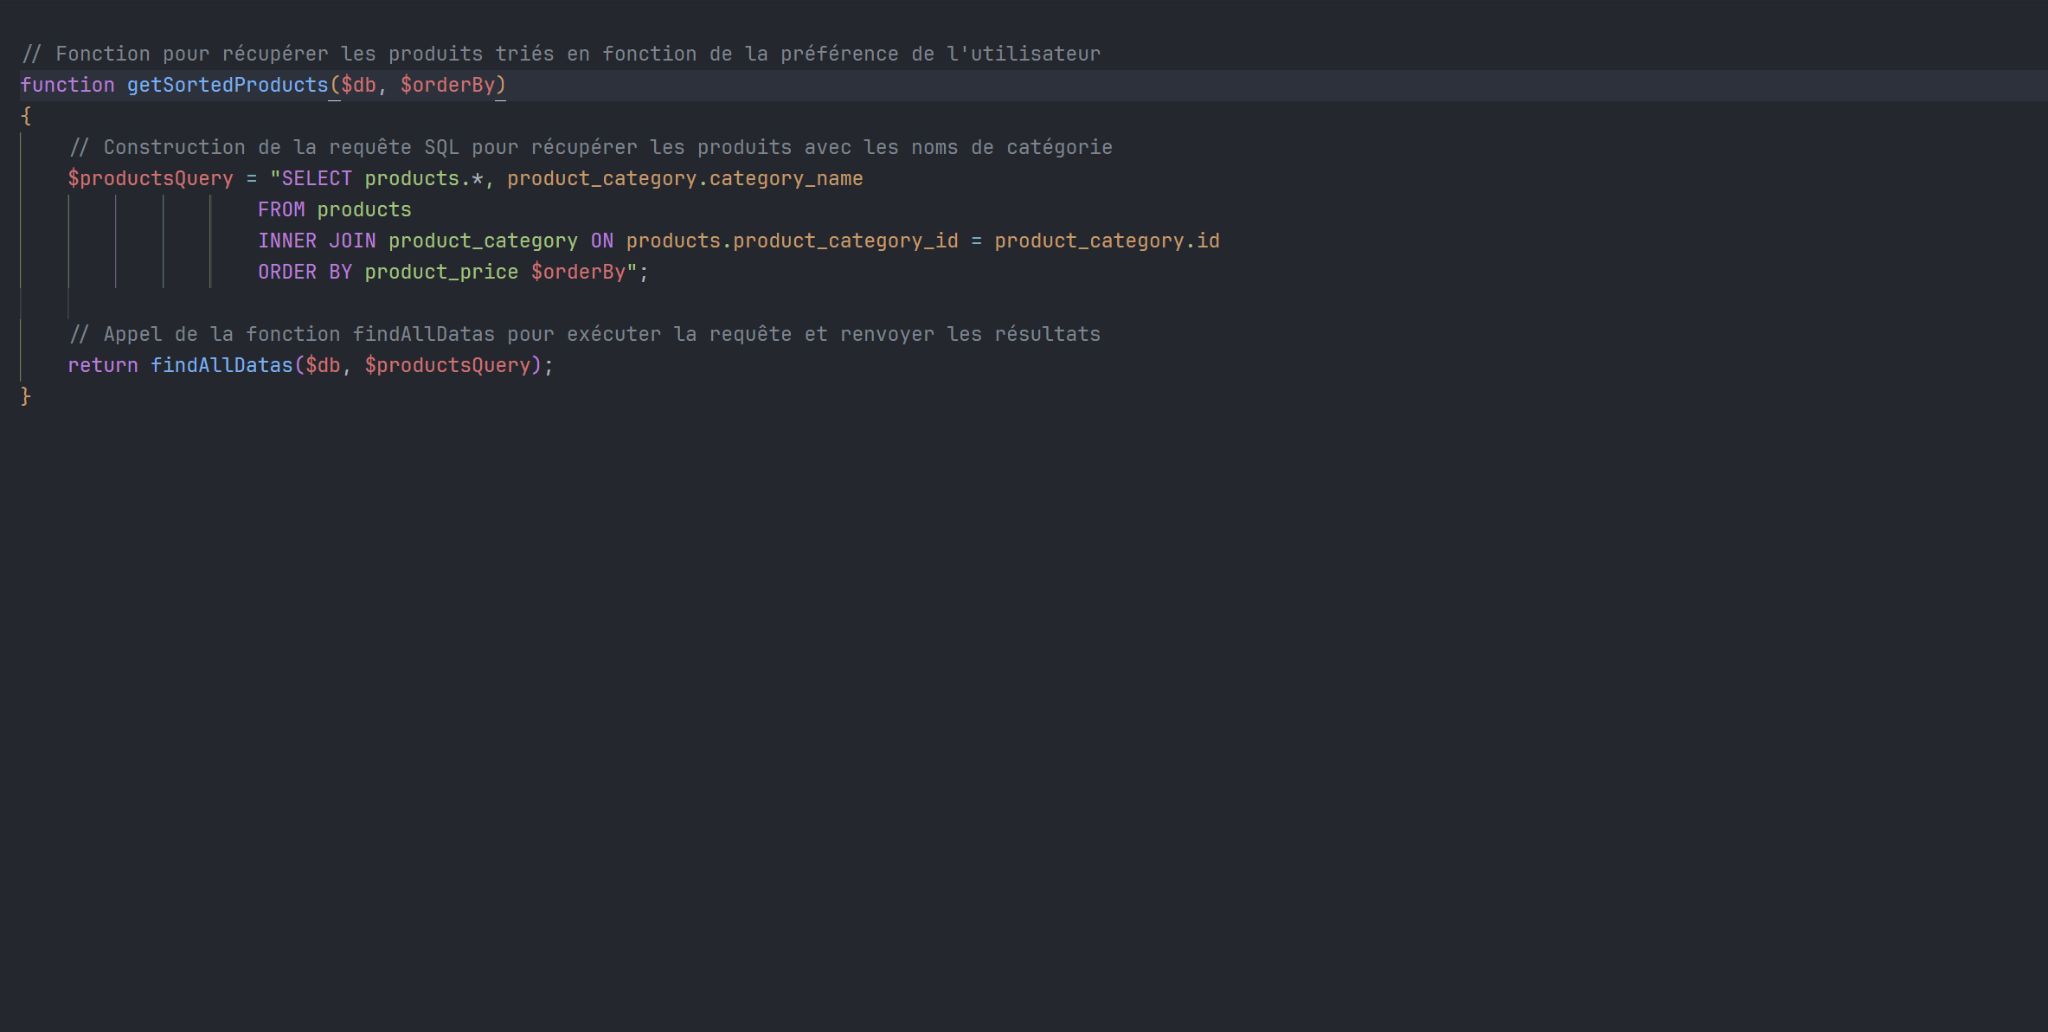 // Fonction pour récupérer les produits triés en fonction de la préférence de l'utilisateur
function getSortedProducts($db, $orderBy)
{
    // Construction de la requête SQL pour récupérer les produits avec les noms de catégorie
    $productsQuery = "SELECT products.*, product_category.category_name
                    FROM products
                    INNER JOIN product_category ON products.product_category_id = product_category.id
                    ORDER BY product_price $orderBy";
    // Appel de la fonction findAllDatas pour exécuter la requête et renvoyer les résultats
    return findAllDatas($db, $productsQuery);
}